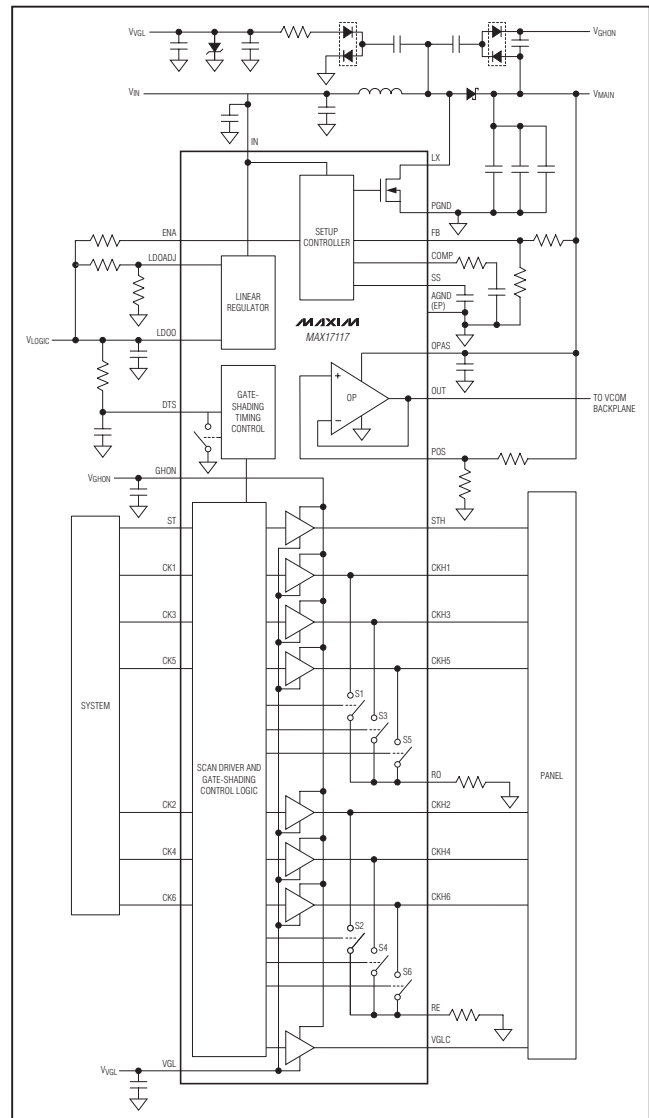 VVGL
VGHON
VIN
VMAIN
IN
LX
PGND
SETUP
CONTROLLER
ENA
FB
LDOADJ
COMP
SS
LINEAR
REGULATOR
AGND
(EP)
MAXIM
MAX17117
VLOGIC
LDOO
OPAS
DTS
GATE-
SHADING
TIMING
CONTROL
+
OP
−
OUT
TO VCOM
BACKPLANE
POS
GHON
VGHON
ST
STH
CK1
CKH1
CK3
CKH3
CK5
CKH5
S1
S3
S5
SYSTEM
SCAN DRIVER AND
GATE-SHADING
CONTROL LOGIC
PANEL
RO
CK2
CKH2
CK4
CKH4
CK6
CKH6
S2
S4
S6
RE
VGLC
VGL
VVGL